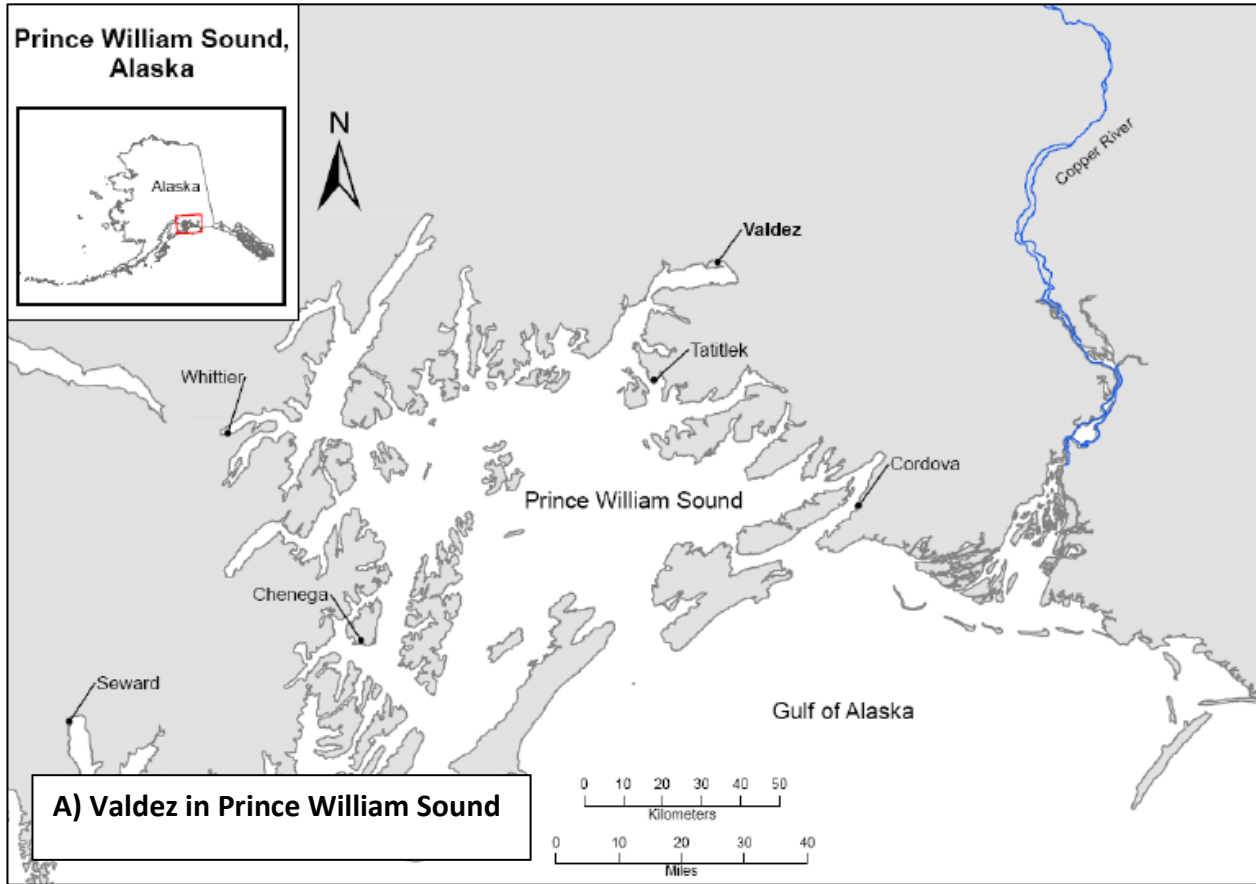 Prince William Sound,
Alaska
Alaska
N
Copper River
Valdez
Tatitlek
Whittier
Cordova
Prince William Sound
Chenega
Seward
Gulf of Alaska
A) Valdez in Prince William Sound
0 10 20 30 40 50
Kilometers
0 10 20 40
Miles